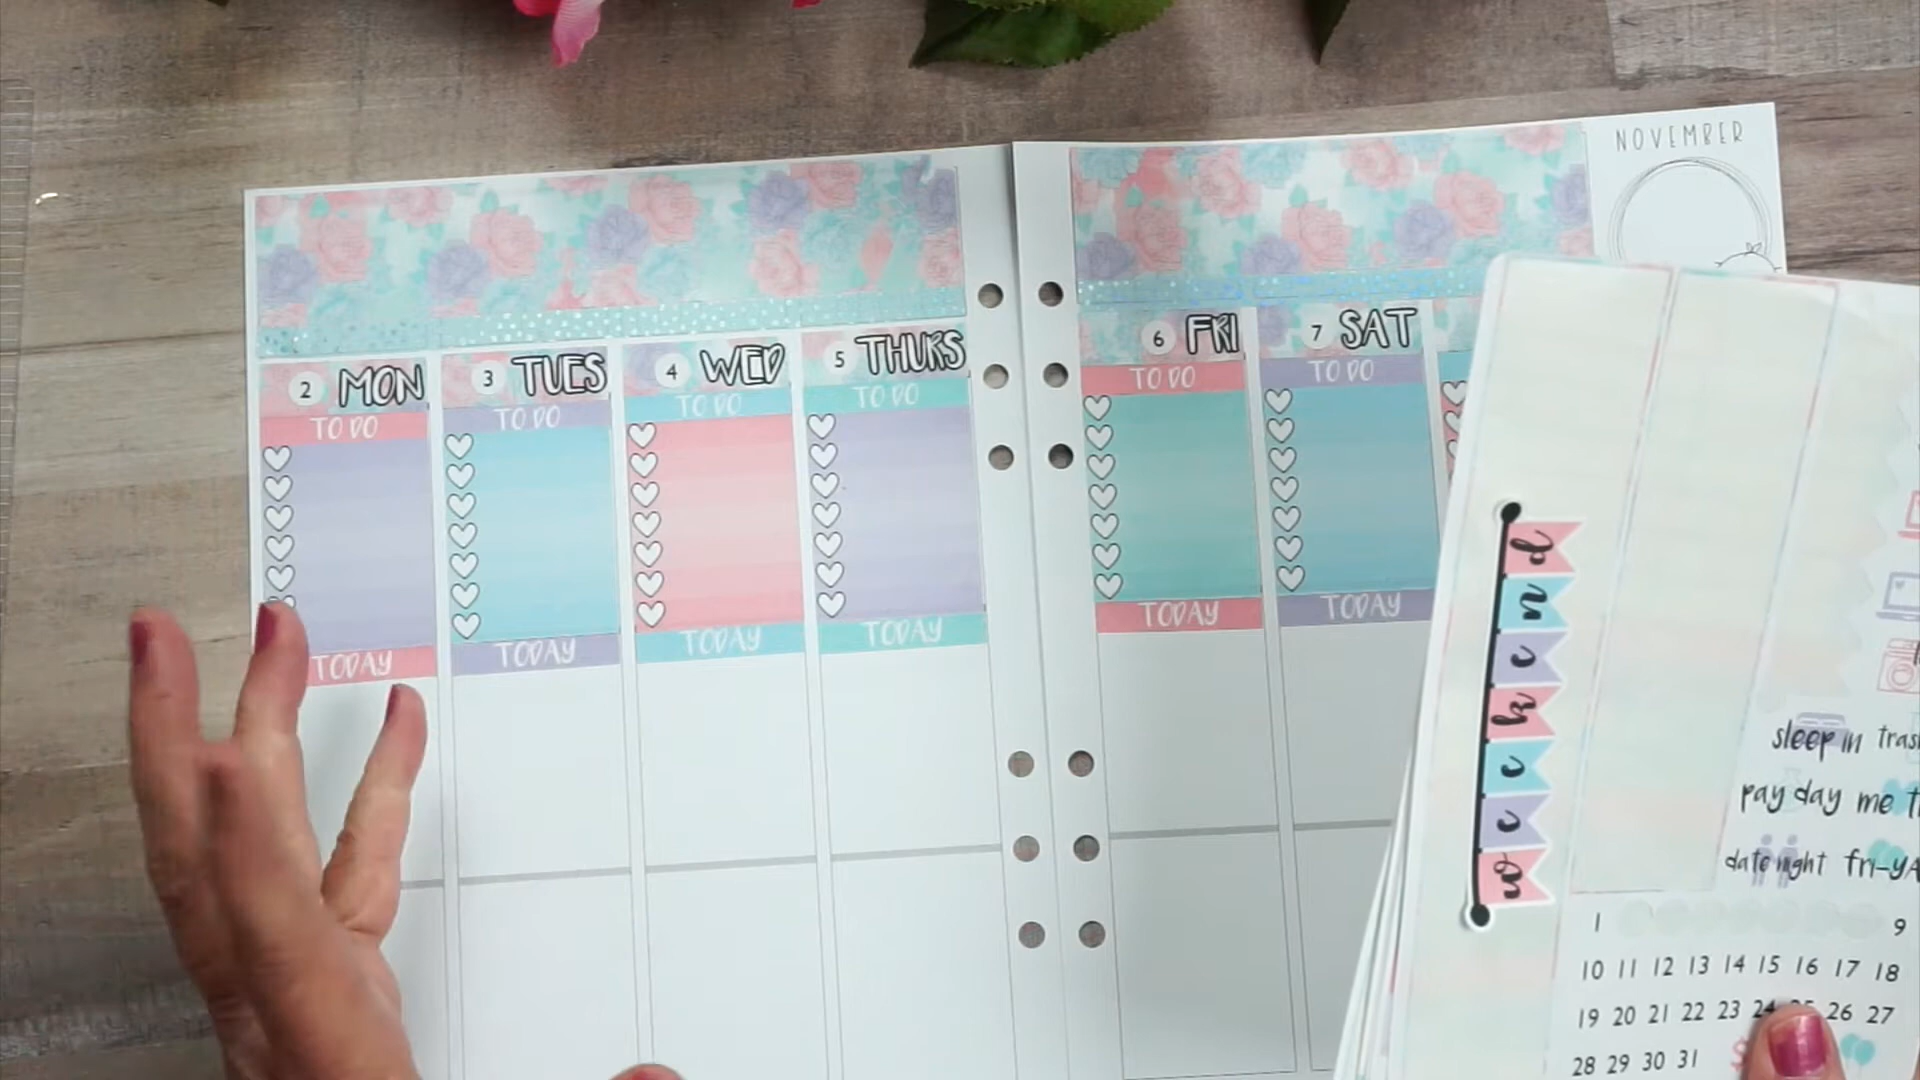 NOVEMBER
2 MON
3 TUES
4 WED
5 THURS
6 FRI
7 SAT
TO DO
TO DO
TO DO
TO DO
TO DO
TO DO
TODAY
TODAY
TODAY
TODAY
TODAY
TODAY
weekend
sleep in
pay day me
date night
1 9
10 11 12 13 14 15 16 17 18
19 20 21 22 23 24 25 26 27
28 29 30 31